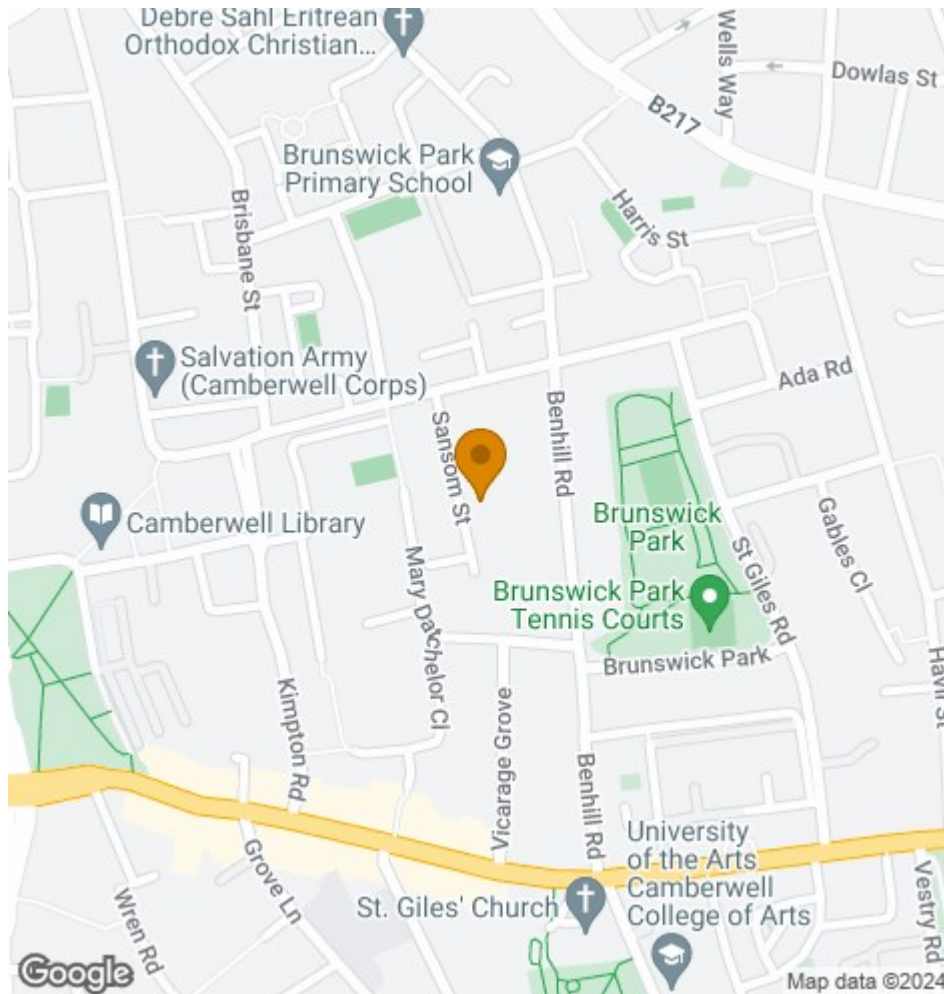 Debre Sahl Eritrean
Orthodox Christian...
Wells Way
Dowlas St
B217
Brunswick Park
Primary School
Brisbane St
Harris St
Salvation Army
(Camberwell Corps)
Ada Rd
Sansom St
Benhill Rd
Camberwell Library
Brunswick
Park
Gables Cl
St Giles Rd
Mary Datchelor Cl
Brunswick Park
Tennis Courts
Brunswick Park
Havil St
Kimpton Rd
Vicarage Grove
Benhill Rd
University
of the Arts
Camberwell
College of Arts
Grove Ln
St. Giles' Church
Wren Rd
Vestry Rd
Google
Map data ©2024